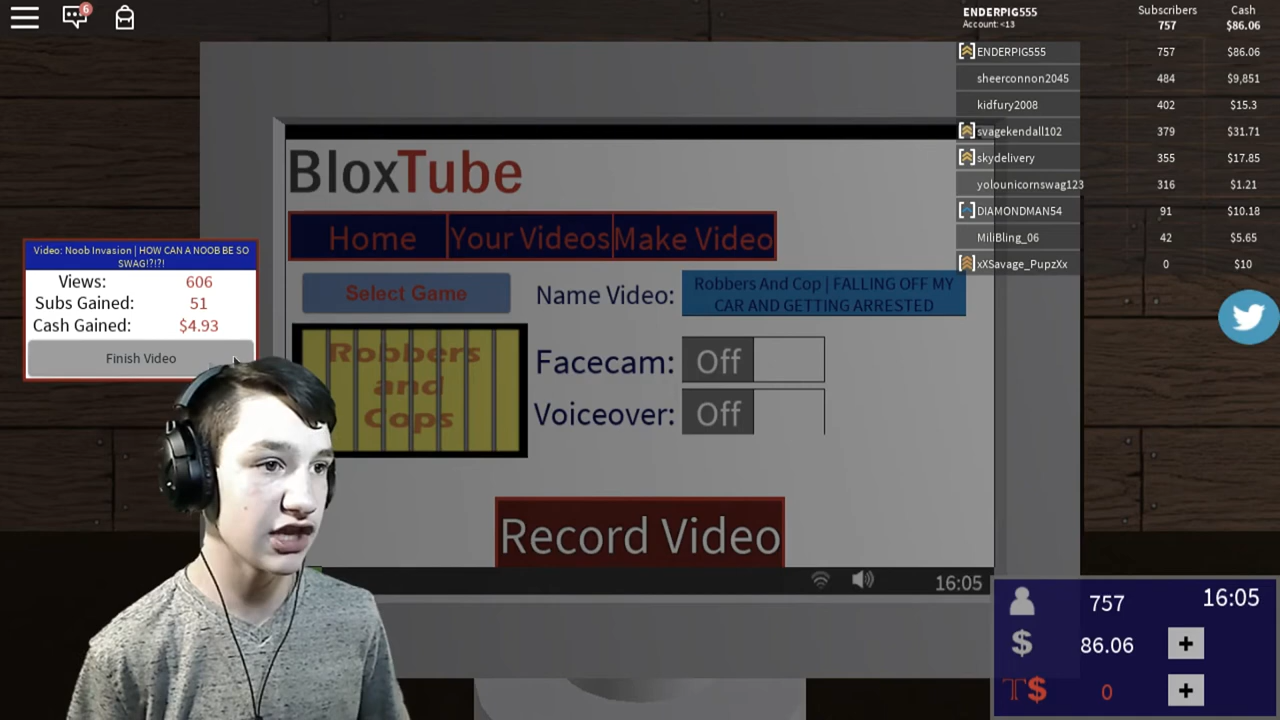 6
ENDERPIG555
Account: <13
Subscribers
757
Cash
$86.06
ENDERPIG555 757 $86.06
sheerconnon2045 484 $9,851
kidfury2008 402 $15.3
svagekendall102 379 $31.71
skydelivery 355 $17.85
yolounicornswag123 316 $1.21
DIAMONDMAN54 91 $10.18
MiliBling_06 42 $5.65
xXSavage_PupzXx 0 $10
BloxTube
Home Your Videos Make Video
Select Game
Name Video:
Robbers And Cop | FALLING OFF MY
CAR AND GETTING ARRESTED
Robbers
and
Cops
Facecam: Off
Voiceover: Off
Record Video
16:05
Video: Noob Invasion | HOW CAN A NOOB BE SO
SWAG!?!?!
Views: 606
Subs Gained: 51
Cash Gained: $4.93
Finish Video
757 16:05
$ 86.06 +
T$ 0 +